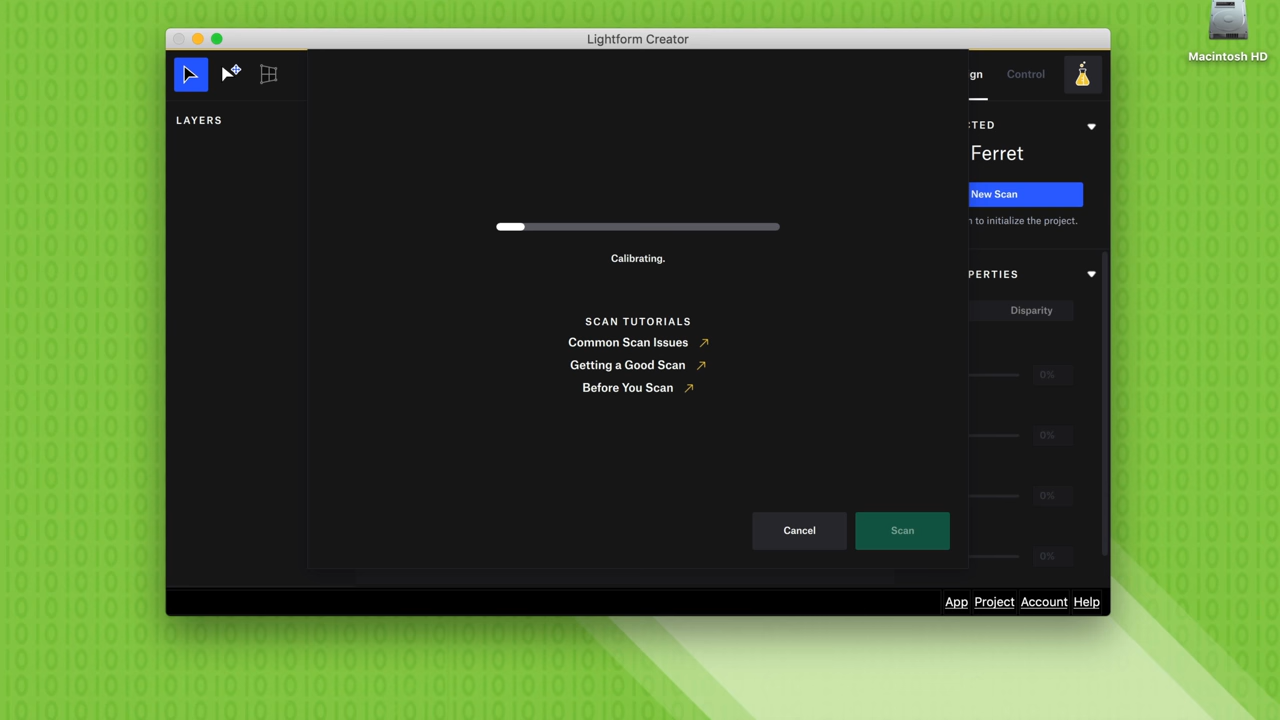 Lightform Creator
Macintosh HD
gn
Control
LAYERS
CTED
Ferret
New Scan
n to initialize the project.
Calibrating.
PERTIES
Disparity
SCAN TUTORIALS
Common Scan Issues
Getting a Good Scan
Before You Scan
0%
0%
0%
0%
Cancel
Scan
App Project Account Help